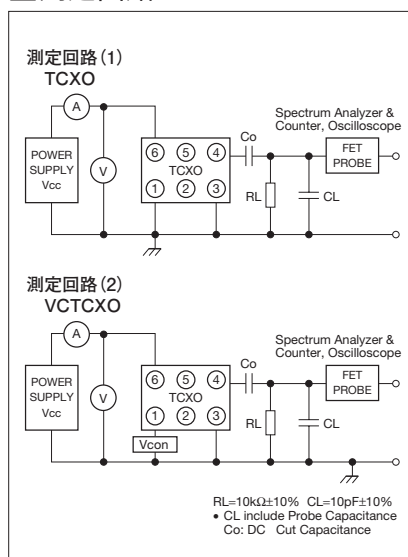 測定回路(1)
TCXO
A
POWER
SUPPLY
Vcc
V
6 5 4
TCXO
1 2 3
Co
RL
CL
Spectrum Analyzer &
Counter, Oscilloscope
FET
PROBE
測定回路(2)
VCTCXO
A
POWER
SUPPLY
Vcc
V
6 5 4
TCXO
1 2 3
Vcon
Co
RL
CL
Spectrum Analyzer &
Counter, Oscilloscope
FET
PROBE
RL=10kΩ±10% CL=10pF±10%
• CL include Probe Capacitance
Co: DC Cut Capacitance